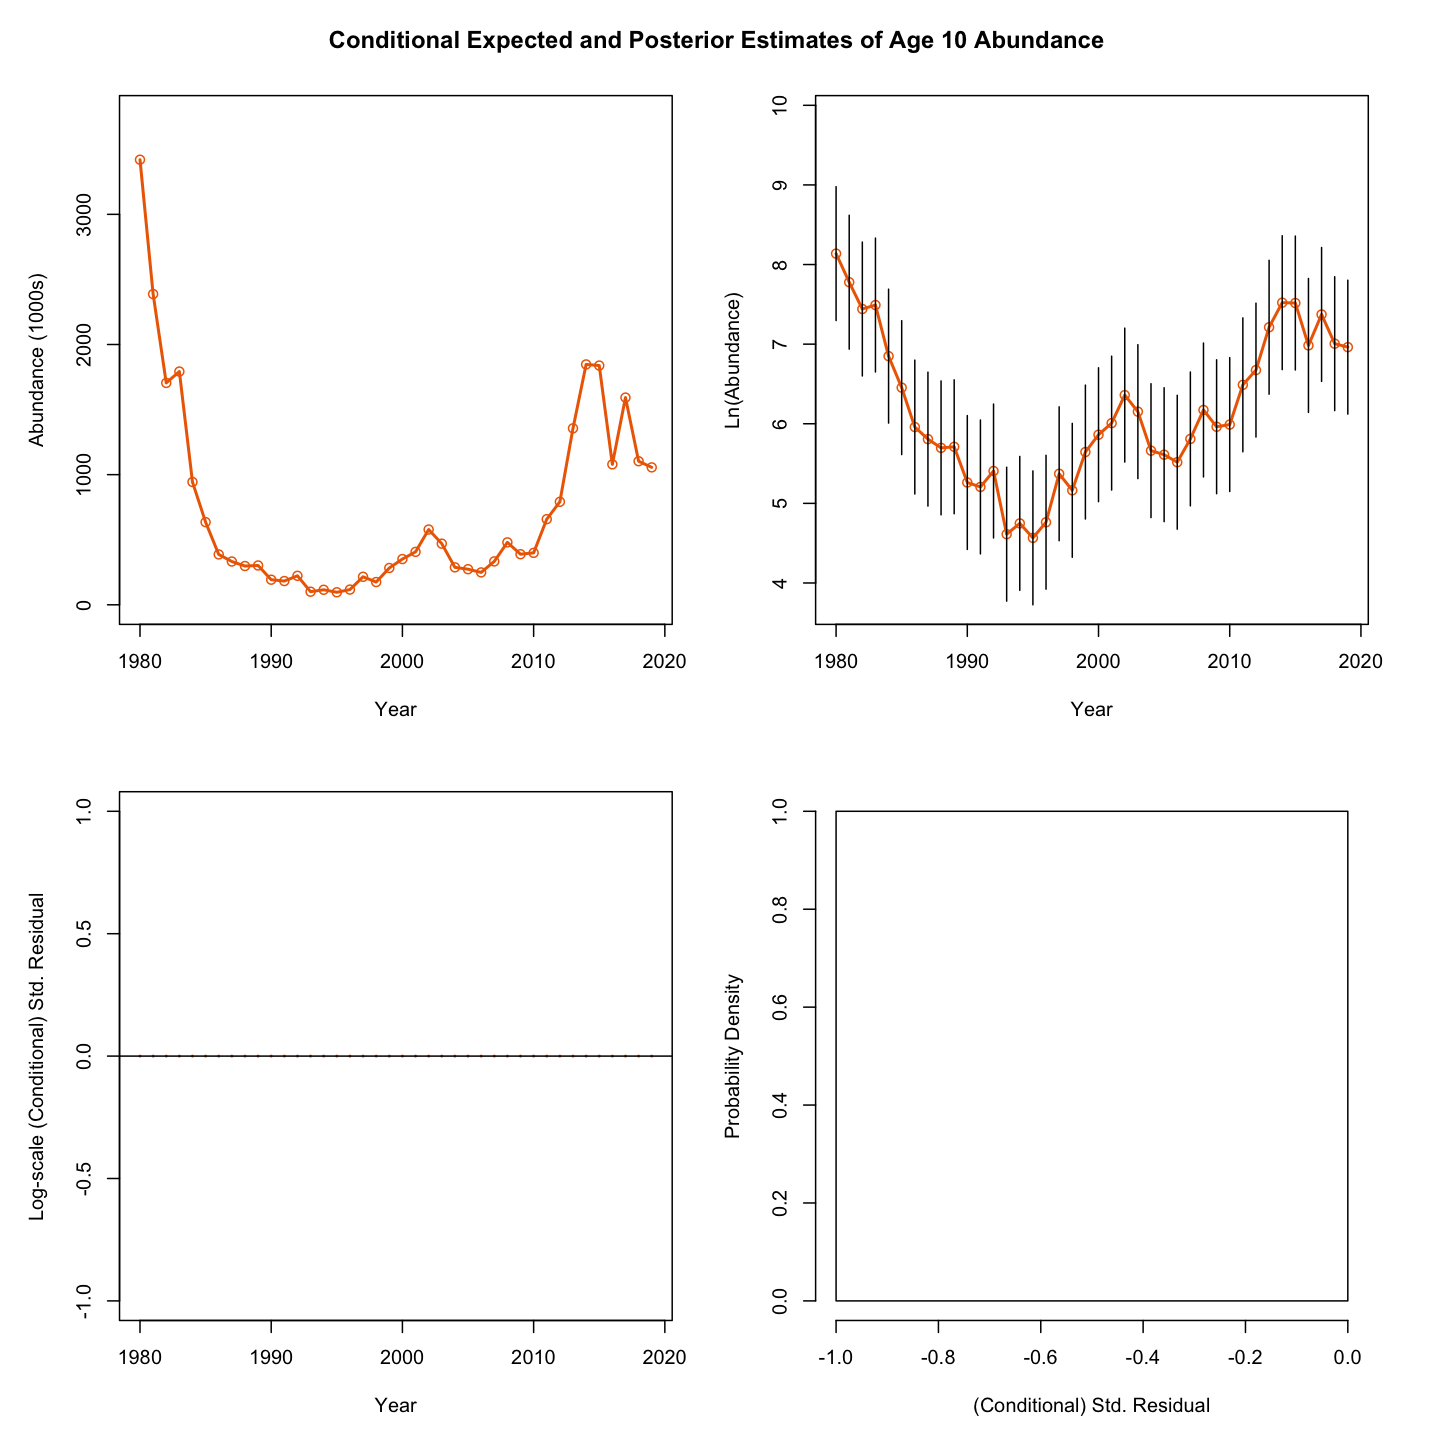 Conditional Expected and Posterior Estimates of Age 10 Abundance
Abundance (1000s)
3000
2000
1000
0
1980 1990 2000 2010 2020
Year
Ln(Abundance)
10
9
8
7
6
5
4
1980 1990 2000 2010 2020
Year
Log-scale (Conditional) Std. Residual
1.0
0.5
0.0
-0.5
-1.0
1980 1990 2000 2010 2020
Year
Probability Density
1.0
0.8
0.6
0.4
0.2
0.0
-1.0 -0.8 -0.6 -0.4 -0.2 0.0
(Conditional) Std. Residual